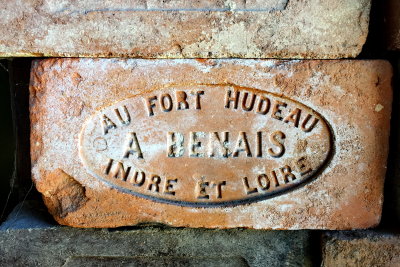 AU FORT HUDEAU
A BENAIS
INDRE ET LOIRE